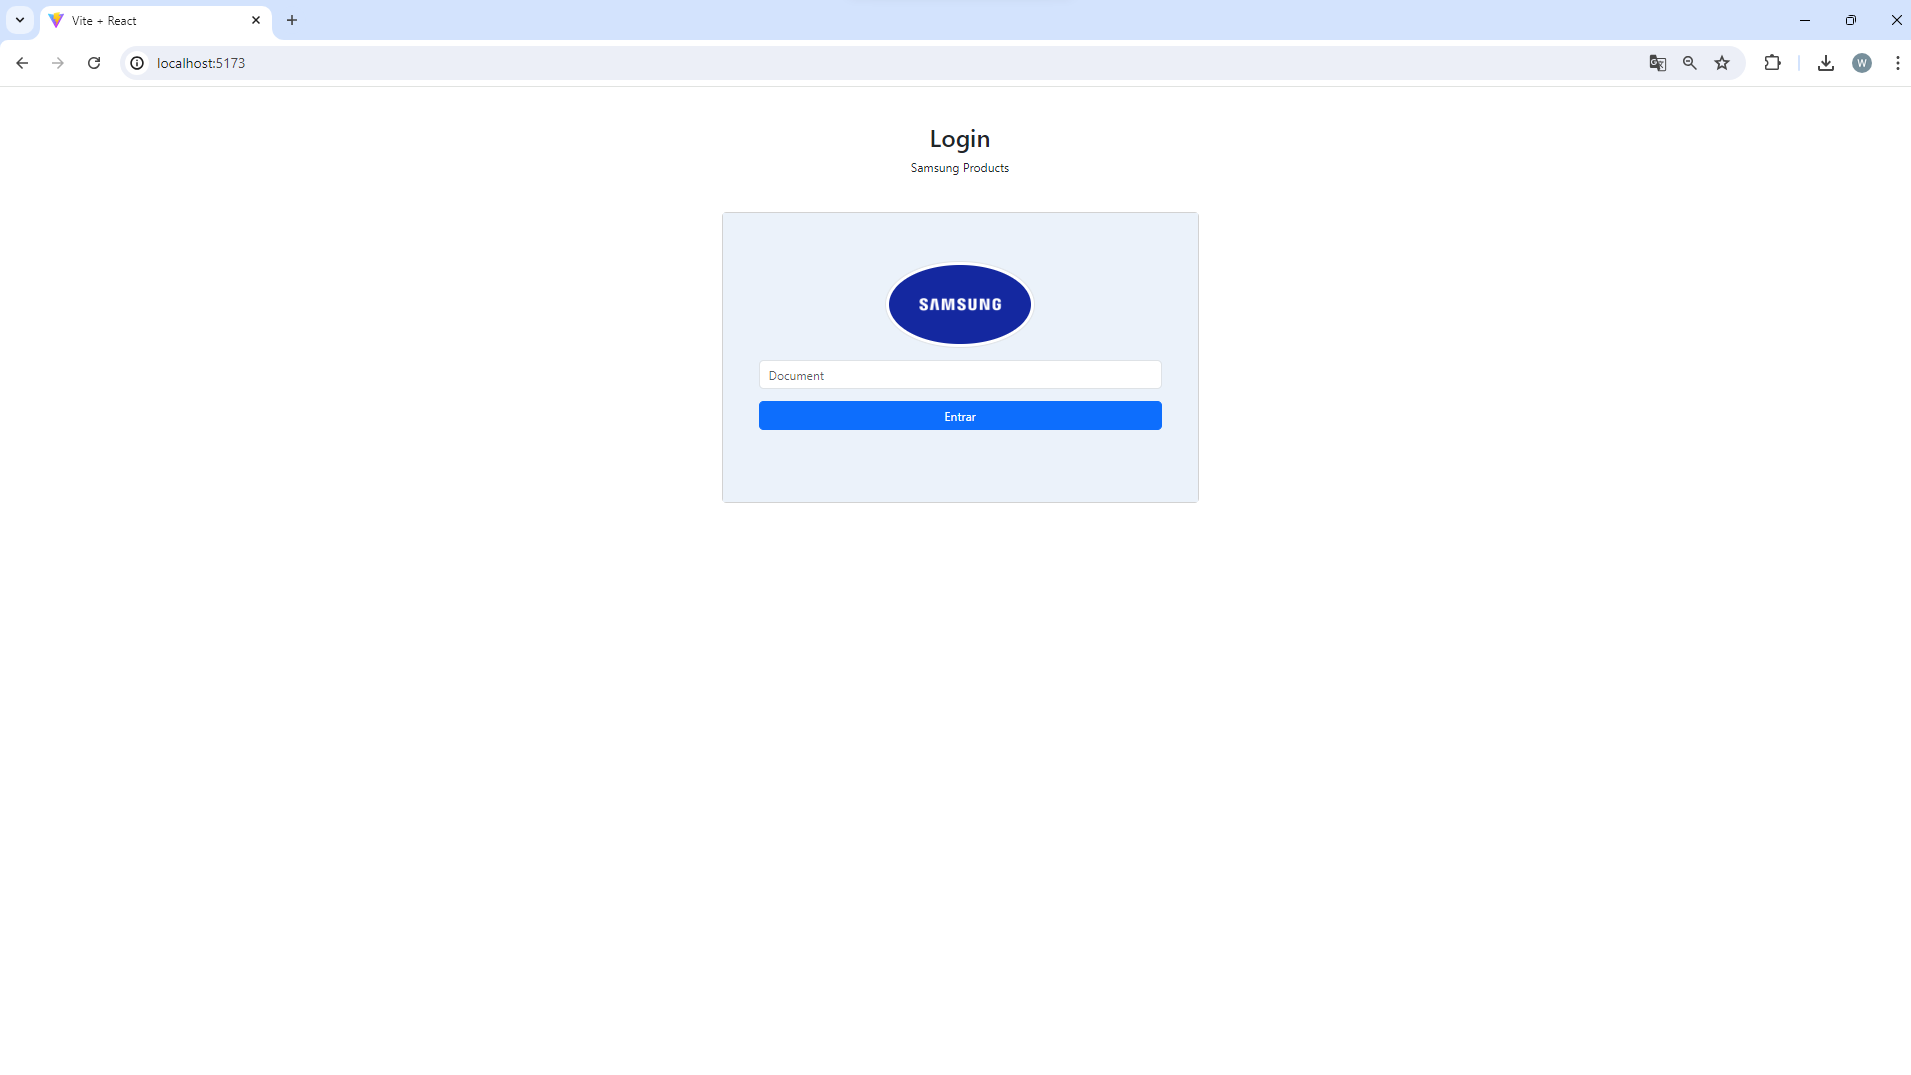 Vite + React
localhost:5173
W
Login
Samsung Products
SAMSUNG
Document
Entrar